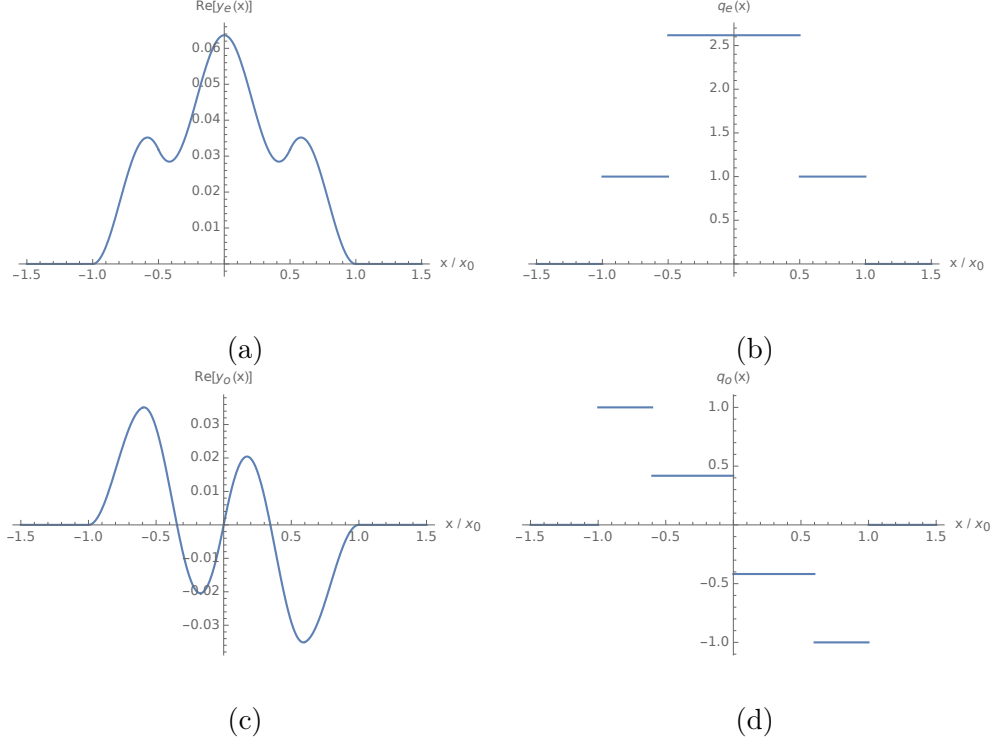 Re[y_e(x)]
0.06
0.05
0.04
0.03
0.02
0.01
−1.5 −1.0 −0.5 0.5 1.0 1.5 x / x_0
(a)
q_e(x)
2.5
2.0
1.5
1.0
0.5
−1.5 −1.0 −0.5 0.5 1.0 1.5 x / x_0
(b)
Re[y_o(x)]
0.03
0.02
0.01
−1.5 −1.0 −0.5 0.5 1.0 1.5 x / x_0
−0.01
−0.02
−0.03
(c)
q_o(x)
1.0
0.5
−1.5 −1.0 −0.5 0.5 1.0 1.5 x / x_0
−0.5
−1.0
(d)